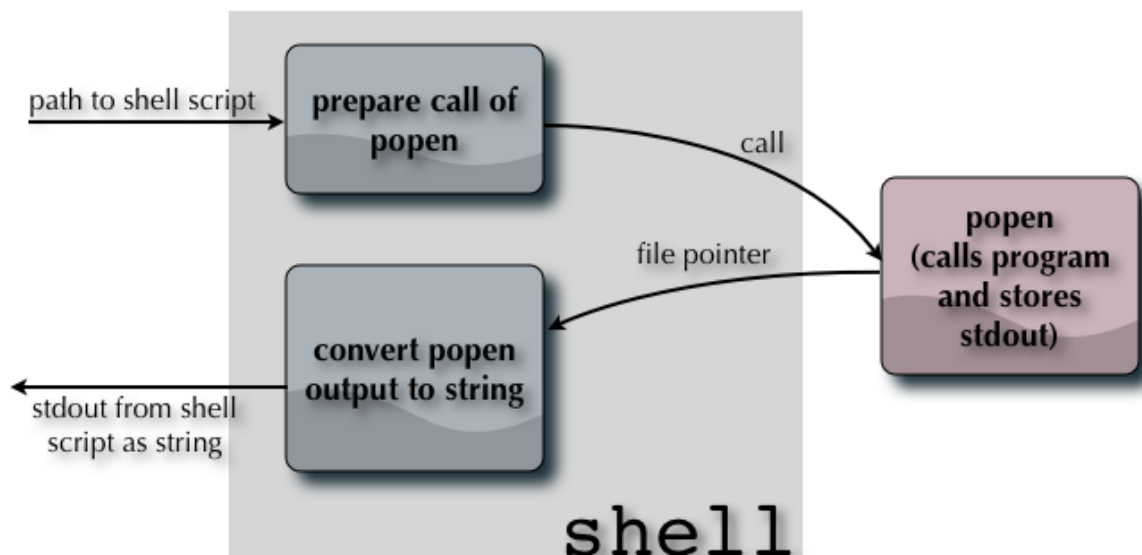 path to shell script
prepare call of
popen
call
popen
(calls program
and stores
stdout)
file pointer
convert popen
output to string
stdout from shell
script as string
shell